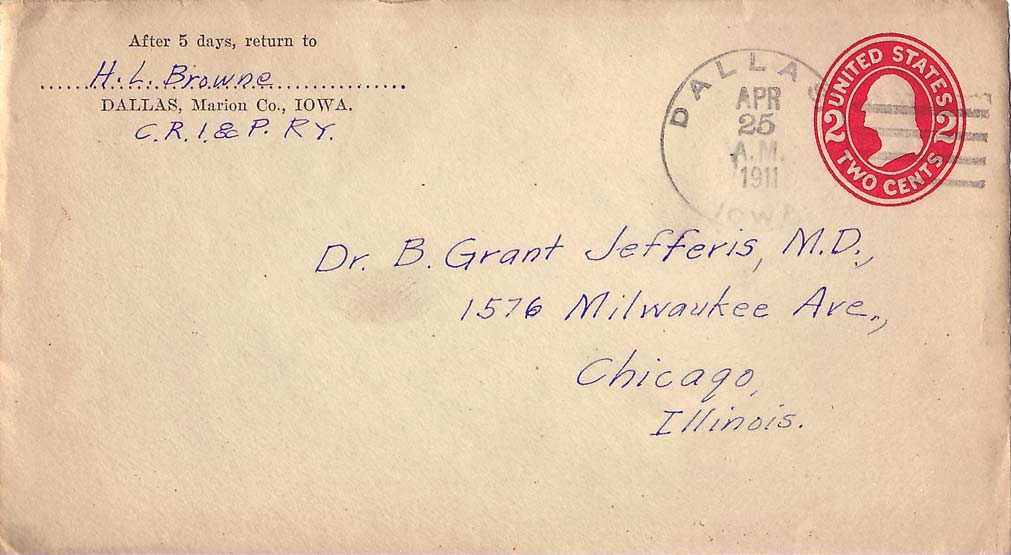 After 5 days, return to
H. L. Browne
DALLAS, Marion Co., IOWA.
C. R. I. & P. RY.
DALLAS
APR
25
A.M.
1911
IOWA
UNITED STATES
2 2
TWO CENTS
Dr. B. Grant Jefferis, M.D.,
1576 Milwaukee Ave.,
Chicago,
Illinois.